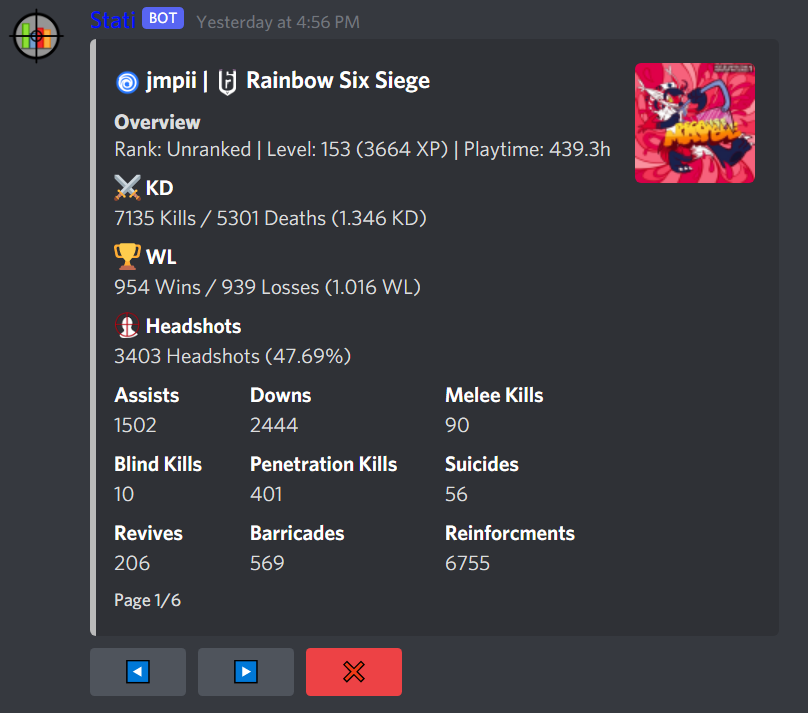 Stati BOT Yesterday at 4:56 PM
jmpii | Rainbow Six Siege
Overview
Rank: Unranked | Level: 153 (3664 XP) | Playtime: 439.3h
KD
7135 Kills / 5301 Deaths (1.346 KD)
WL
954 Wins / 939 Losses (1.016 WL)
Headshots
3403 Headshots (47.69%)
Assists Downs Melee Kills
1502 2444 90
Blind Kills Penetration Kills Suicides
10 401 56
Revives Barricades Reinforcments
206 569 6755
Page 1/6